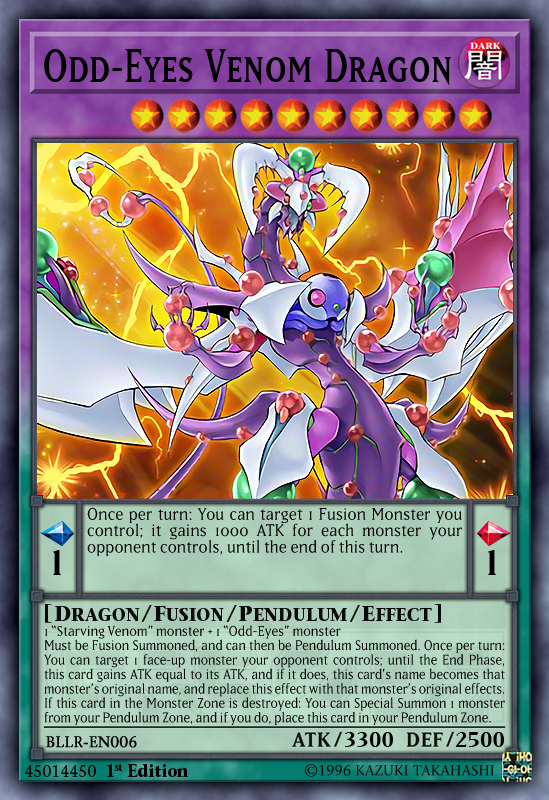 ODD-EYES VENOM DRAGON
DARK
闇
Once per turn: You can target 1 Fusion Monster you
control; it gains 1000 ATK for each monster your
opponent controls, until the end of this turn.
1
1
[DRAGON/FUSION/PENDULUM/EFFECT]
1 "Starving Venom" monster + 1 "Odd-Eyes" monster
Must be Fusion Summoned, and can then be Pendulum Summoned. Once per turn:
You can target 1 face-up monster your opponent controls; until the End Phase,
this card gains ATK equal to its ATK, and if it does, this card's name becomes that
monster's original name, and replace this effect with that monster's original effects.
If this card in the Monster Zone is destroyed: You can Special Summon 1 monster
from your Pendulum Zone, and if you do, place this card in your Pendulum Zone.
BLLR-EN006
ATK/3300 DEF/2500
45014450 1st Edition
©1996 KAZUKI TAKAHASHI